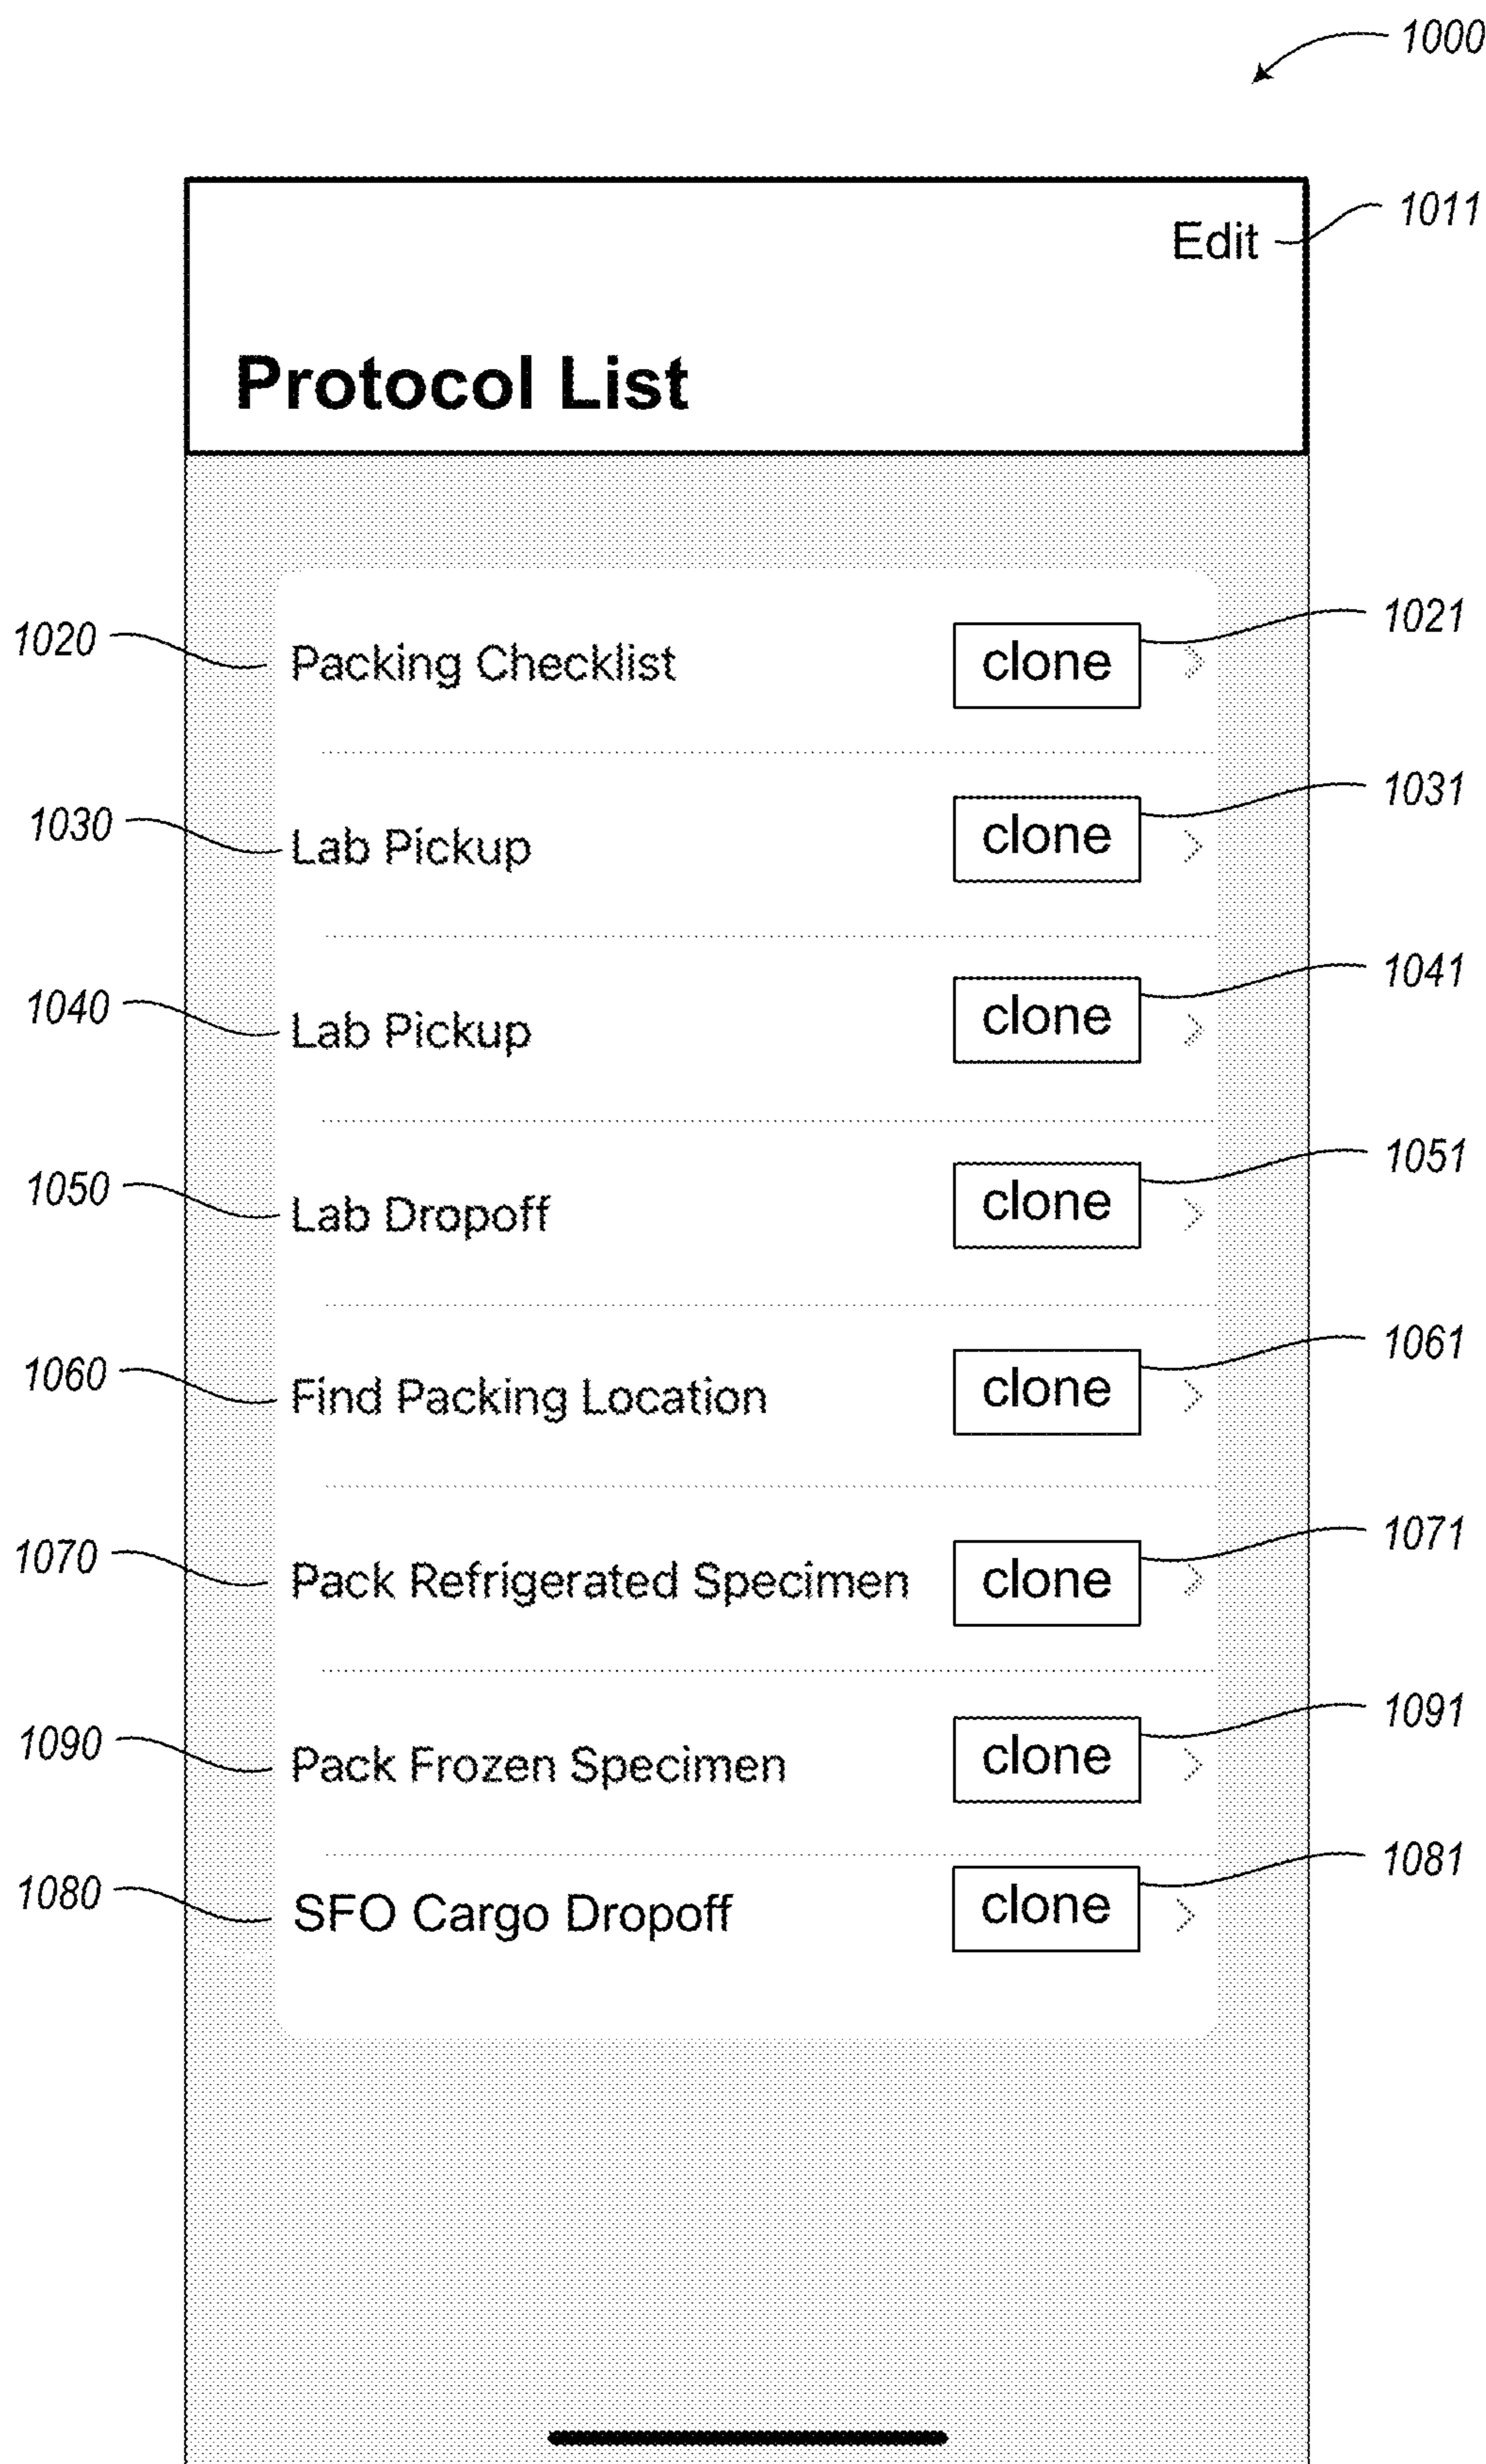 1000
Edit 1011
Protocol List
1020 Packing Checklist clone 1021
1030 Lab Pickup clone 1031
1040 Lab Pickup clone 1041
1050 Lab Dropoff clone 1051
1060 Find Packing Location clone 1061
1070 Pack Refrigerated Specimen clone 1071
1090 Pack Frozen Specimen clone 1091
1080 SFO Cargo Dropoff clone 1081